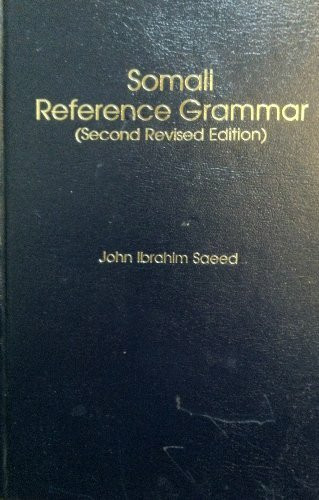 Somali
Reference Grammar
(Second Revised Edition)
John Ibrahim Saeed